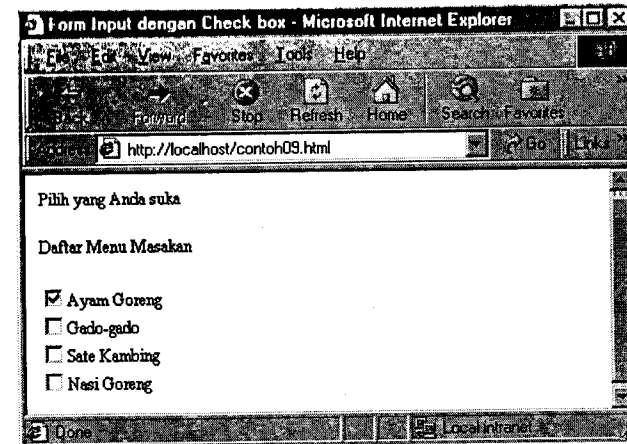 Form Input dengan Check box - Microsoft Internet Explorer
File Edit View Favorites Tools Help
Back Forward Stop Refresh Home Search Favorites
Address http://localhost/contoh09.html Go Links
Pilih yang Anda suka
Daftar Menu Masakan
Ayam Goreng
Gado-gado
Sate Kambing
Nasi Goreng
Done Local intranet